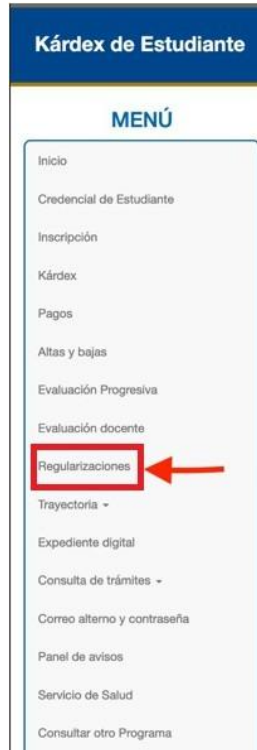 Kárdex de Estudiante
MENÚ
Inicio
Credencial de Estudiante
Inscripción
Kárdex
Pagos
Altas y bajas
Evaluación Progresiva
Evaluación docente
Regularizaciones
Trayectoria
Expediente digital
Consulta de trámites
Correo alterno y contraseña
Panel de avisos
Servicio de Salud
Consultar otro Programa